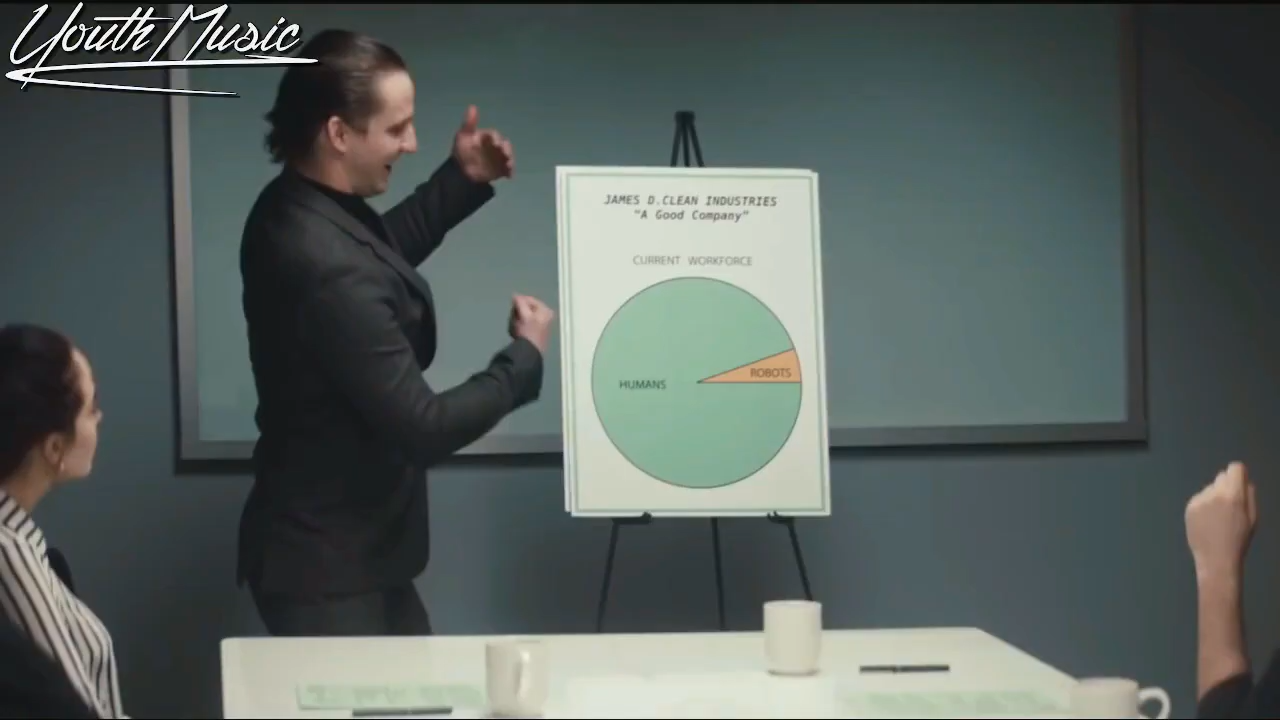 Youth Music
JAMES D.CLEAN INDUSTRIES
"A Good Company"
CURRENT WORKFORCE
HUMANS
ROBOTS